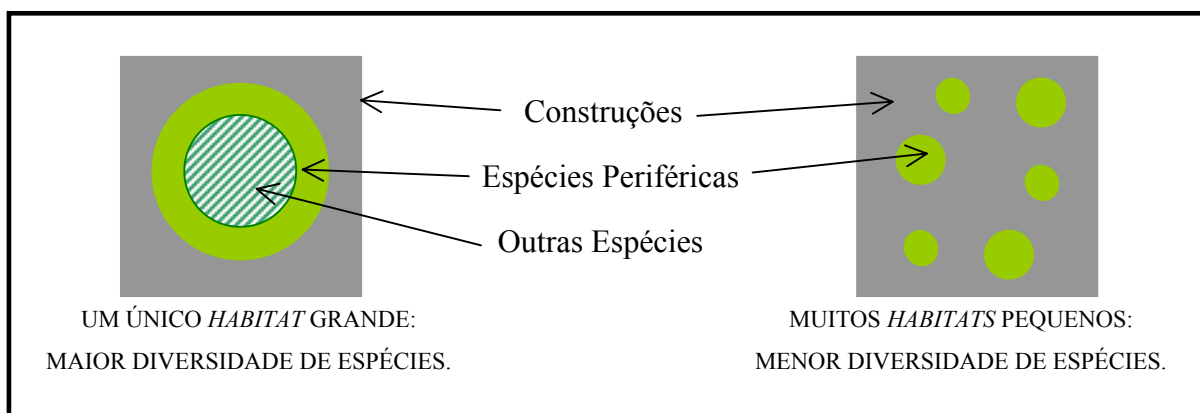 Construções
Espécies Periféricas
Outras Espécies
UM ÚNICO HABITAT GRANDE:
MAIOR DIVERSIDADE DE ESPÉCIES.
MUITOS HABITATS PEQUENOS:
MENOR DIVERSIDADE DE ESPÉCIES.